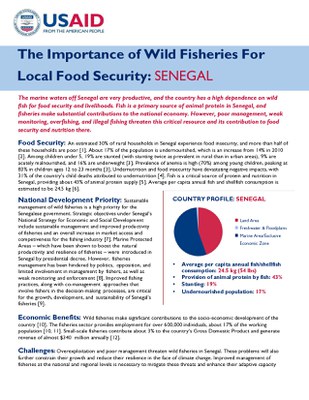 USAID
FROM THE AMERICAN PEOPLE
The Importance of Wild Fisheries For
Local Food Security: SENEGAL
The marine waters off Senegal are very productive, and the country has a high dependence on wild
fish for food security and livelihoods. Fish is a primary source of animal protein in Senegal, and
fisheries make substantial contributions to the national economy. However, poor management, weak
monitoring, overfishing, and illegal fishing threaten this critical resource and its contribution to food
security and nutrition there.
Food Security: An estimated 30% of rural households in Senegal experience food insecurity, and more than half of
these households are poor [1]. About 17% of the population is undernourished, which is an increase from 14% in 2010
[2]. Among children under 5, 19% are stunted (with stunting twice as prevalent in rural than in urban areas), 9% are
acutely malnourished, and 16% are underweight [3]. Prevalence of anemia is high (70%) among young children, peaking at
83% in children ages 12 to 23 months [3]. Undernutrition and food insecurity have devastating negative impacts, with
31% of the country's child deaths attributed to undernutrition [4]. Fish is a critical source of protein and nutrition in
Senegal, providing about 43% of animal protein supply [5]. Average per capita annual fish and shellfish consumption is
estimated to be 24.5 kg [6].
National Development Priority: Sustainable
management of wild fisheries is a high priority for the
Senegalese government. Strategic objectives under Senegal's
National Strategy for Economic and Social Development
include sustainable management and improved productivity
of fisheries and an overall increase in market access and
competiveness for the fishing industry [7]. Marine Protected
Areas – which have been shown to boost the natural
productivity and resilience of fisheries – were introduced in
Senegal by presidential decree. However, fisheries
management has been hindered by politics, opposition, and
limited involvement in management by fishers, as well as
weak monitoring and enforcement [8]. Improved fishing
practices, along with co-management approaches that
involve fishers in the decision-making processes, are critical
for the growth, development, and sustainability of Senegal's
fisheries [9].
COUNTRY PROFILE: SENEGAL
Land Area
Freshwater & Floodplains
Marine Area/Exclusive
Economic Zone
• Average per capita annual fish/shellfish
consumption: 24.5 kg (54 lbs)
• Provision of animal protein by fish: 43%
• Stunting: 19%
• Undernourished population: 17%
Economic Benefits: Wild fisheries make significant contributions to the socio-economic development of the
country [10]. The fisheries sector provides employment for over 600,000 individuals, about 17% of the working
population [10, 11]. Small-scale fisheries contribute about 3% to the country's Gross Domestic Product and generate
revenue of almost $340 million annually [12].
Challenges: Overexploitation and poor management threaten wild fisheries in Senegal. These problems will also
further constrain their growth and reduce their resilience in the face of climate change. Improved management of
fisheries at the national and regional levels is necessary to mitigate these threats and enhance their adaptive capacity